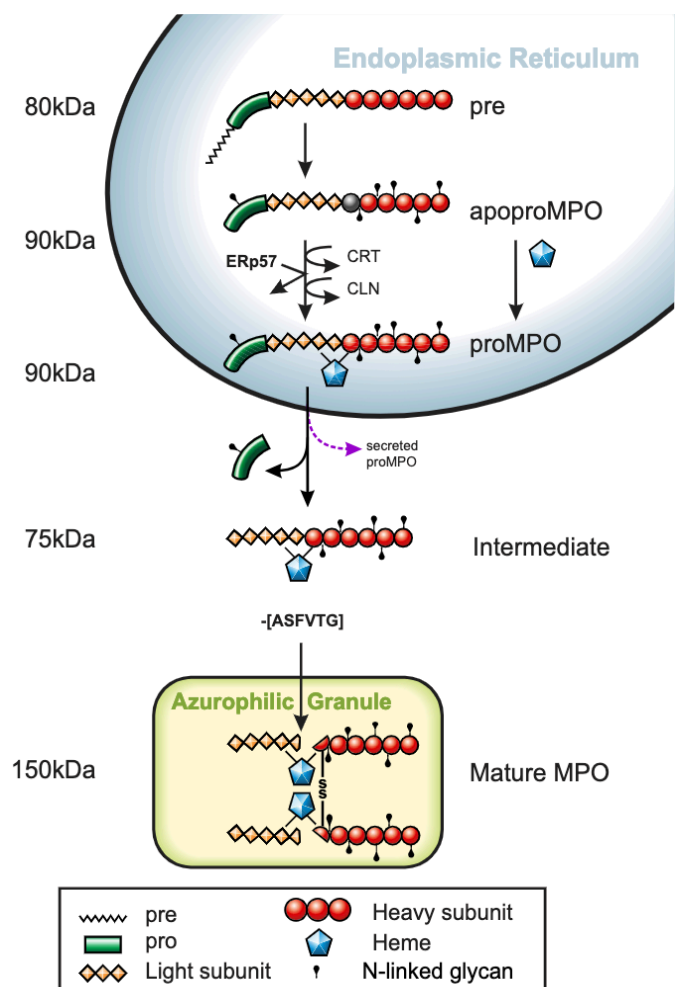 Endoplasmic Reticulum
80kDa
pre
apoproMPO
90kDa
ERp57
CRT
CLN
proMPO
90kDa
secreted
proMPO
75kDa
Intermediate
-[ASFVTG]
Azurophilic Granule
150kDa
S
S
Mature MPO
pre
Heavy subunit
pro
Heme
Light subunit
N-linked glycan